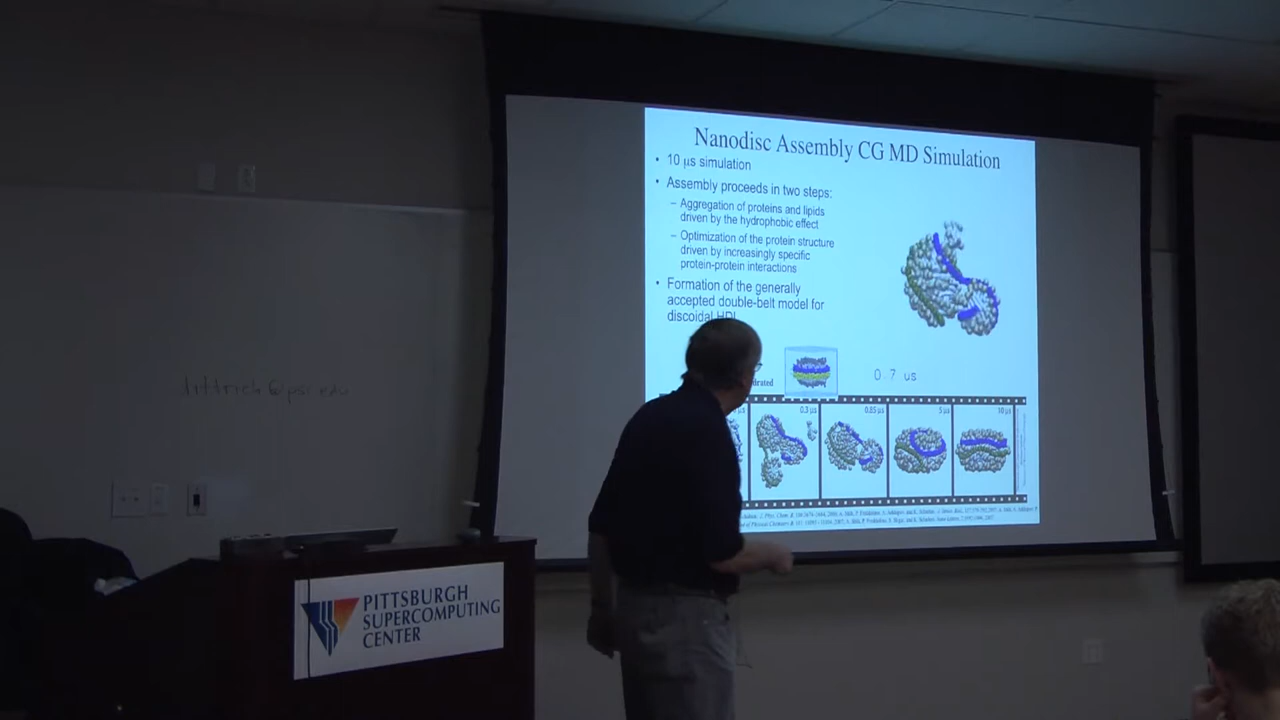 Nanodisc Assembly CG MD Simulation
• 10 μs simulation
• Assembly proceeds in two steps:
– Aggregation of proteins and lipids
driven by the hydrophobic effect
– Optimization of the protein structure
driven by increasingly specific
protein-protein interactions
• Formation of the generally
accepted double-belt model for
discoidal HDL
0.7 us
0.3 μs
0.85 μs
5 μs
10 μs
PITTSBURGH
SUPERCOMPUTING
CENTER